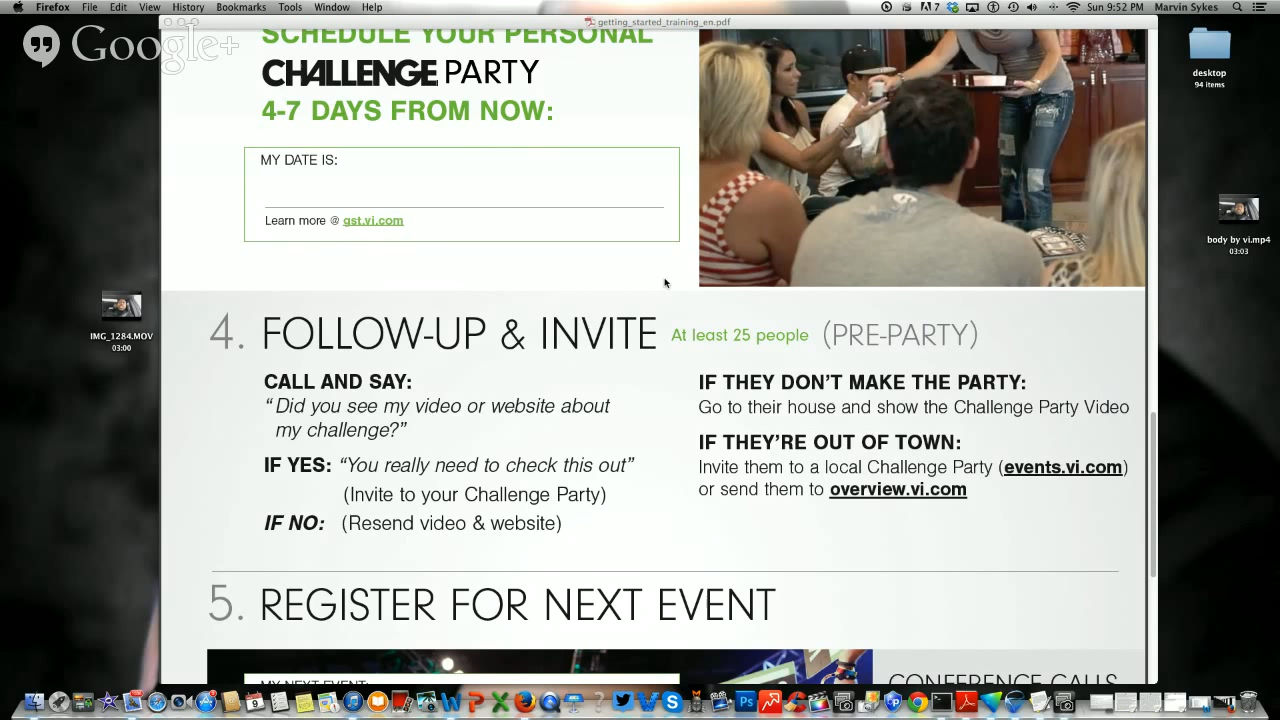 Firefox File Edit View History Bookmarks Tools Window Help 7 Sun 9:52 PM Marvin Sykes
getting_started_training_en.pdf
Google+
SCHEDULE YOUR PERSONAL
CHALLENGE PARTY
4-7 DAYS FROM NOW:
MY DATE IS:
Learn more @ gst.vi.com
desktop
94 items
body by vi.mp4
03:03
IMG_1284.MOV
03:00
4. FOLLOW-UP & INVITE At least 25 people (PRE-PARTY)
CALL AND SAY:
“Did you see my video or website about
my challenge?”
IF YES: “You really need to check this out”
(Invite to your Challenge Party)
IF NO: (Resend video & website)
IF THEY DON’T MAKE THE PARTY:
Go to their house and show the Challenge Party Video
IF THEY’RE OUT OF TOWN:
Invite them to a local Challenge Party (events.vi.com)
or send them to overview.vi.com
5. REGISTER FOR NEXT EVENT
MY NEXT EVENT:
CONFERENCE CALLS